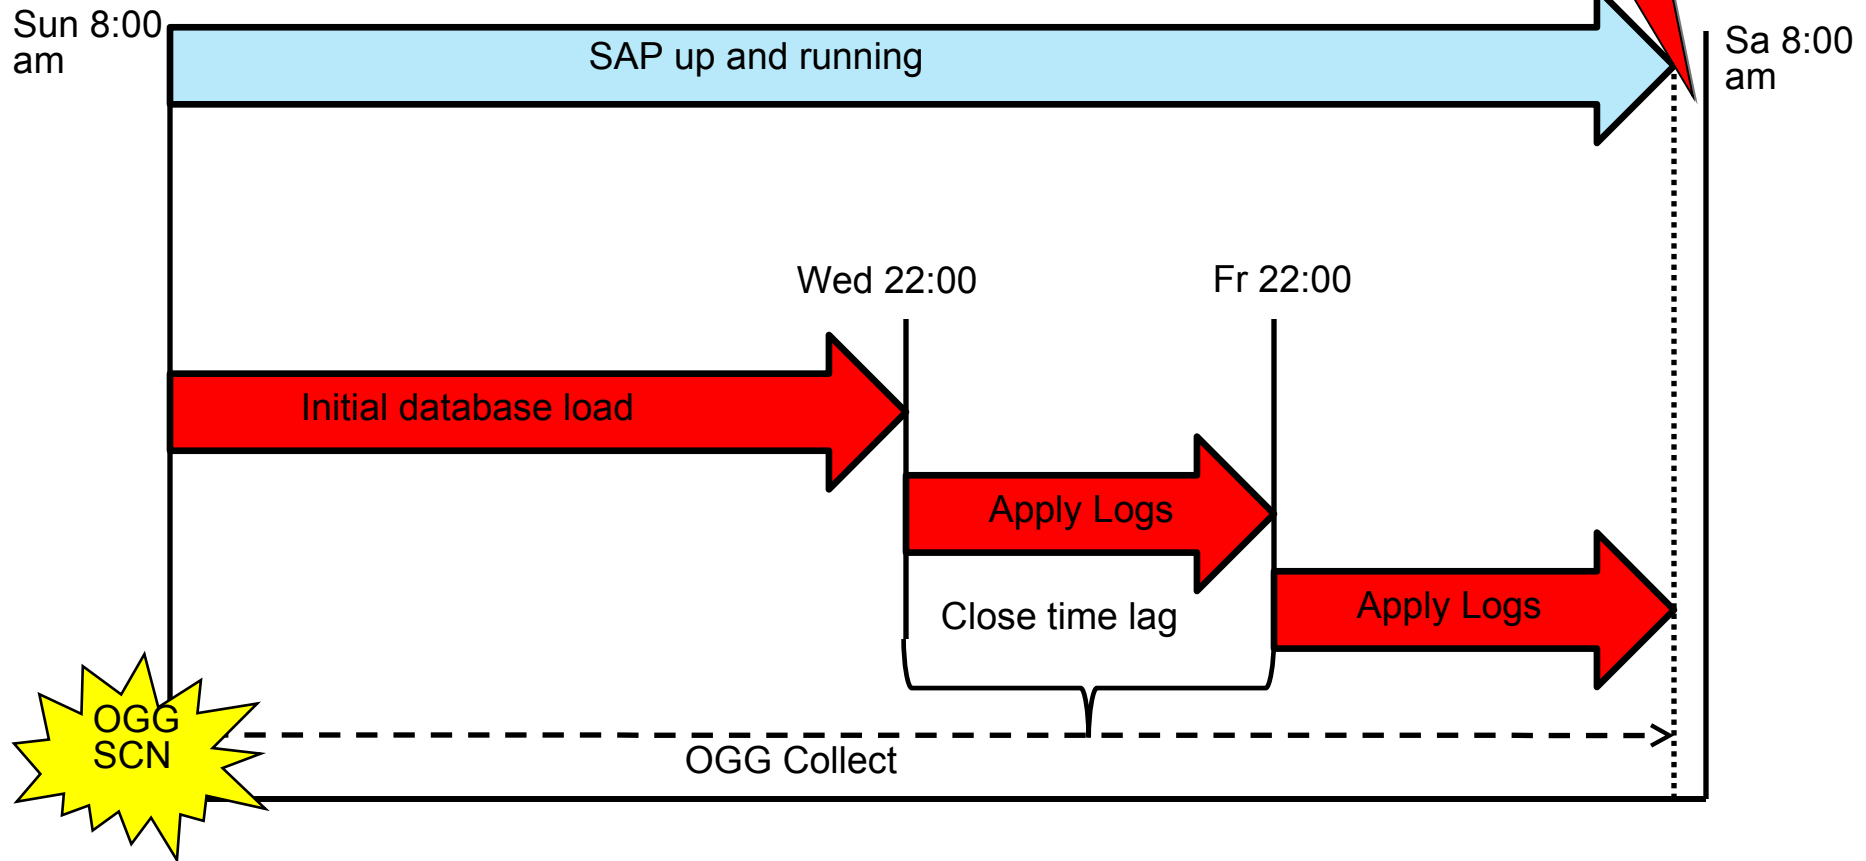 Sun 8:00
am
SAP up and running
Sa 8:00
am
Wed 22:00
Fr 22:00
Initial database load
Apply Logs
Close time lag
Apply Logs
OGG
SCN
OGG Collect